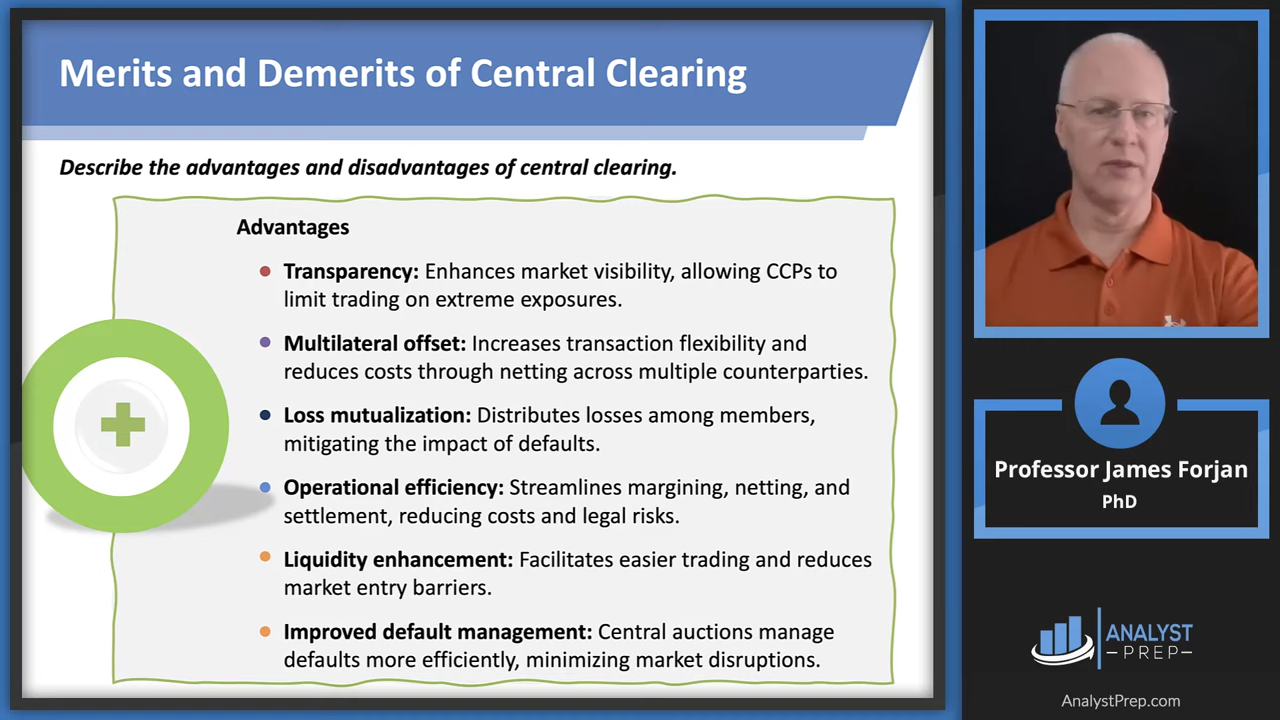 Merits and Demerits of Central Clearing
Describe the advantages and disadvantages of central clearing.
Advantages
Transparency: Enhances market visibility, allowing CCPs to
limit trading on extreme exposures.
Multilateral offset: Increases transaction flexibility and
reduces costs through netting across multiple counterparties.
Loss mutualization: Distributes losses among members,
mitigating the impact of defaults.
Operational efficiency: Streamlines margining, netting, and
settlement, reducing costs and legal risks.
Liquidity enhancement: Facilitates easier trading and reduces
market entry barriers.
Improved default management: Central auctions manage
defaults more efficiently, minimizing market disruptions.
Professor James Forjan
PhD
ANALYST
PREP
AnalystPrep.com